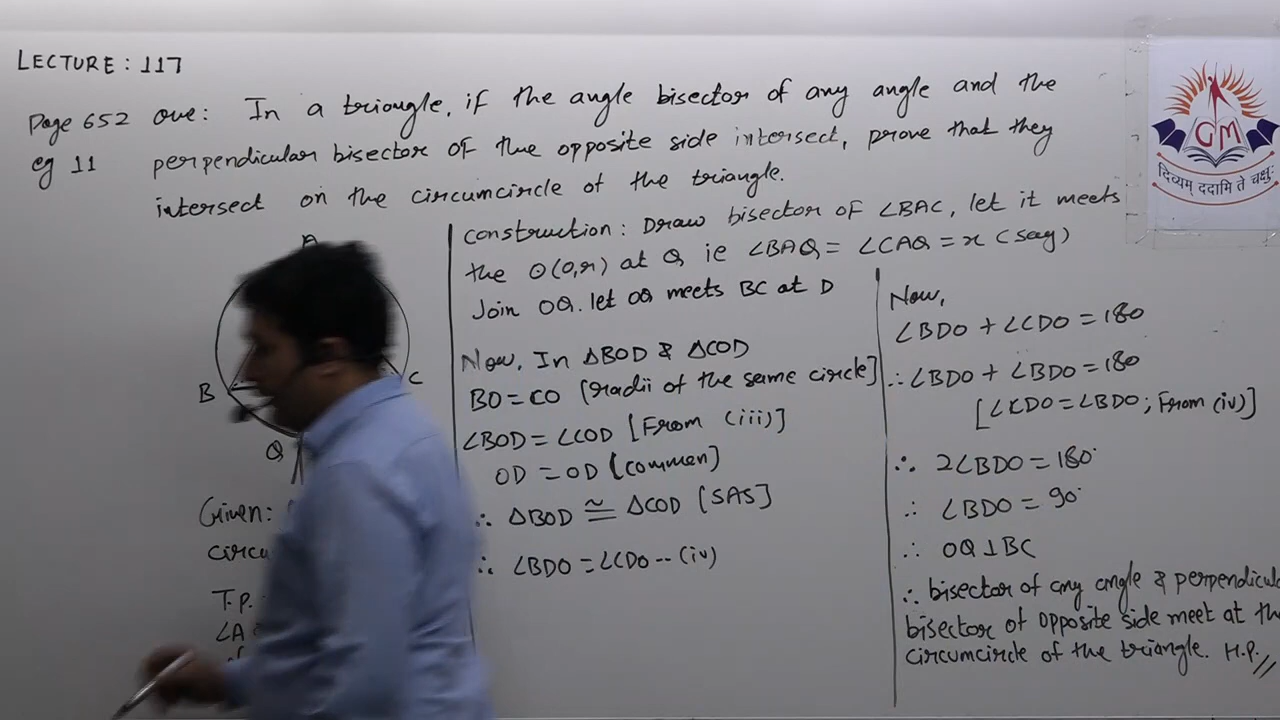 LECTURE : 117
Page 652 que: In a triangle, if the angle bisector of any angle and the
eg 11 perpendicular bisector of the opposite side intersect, prove that they
intersect on the circumcircle of the triangle.
A
B
C
Q
Given:
T.P.
∠A
Construction: Draw bisector of ∠BAC, let it meets
the ⊙(O,r) at Q ie ∠BAQ = ∠CAQ = x (say)
Join OQ. let OQ meets BC at D
Now, In △BOD & △COD
BO = CO [radii of the same circle]
∠BOD = ∠COD [From (iii)]
OD = OD [common]
∴ △BOD ≅ △COD [SAS]
∴ ∠BDO = ∠CDO -- (iv)
Now,
∠BDO + ∠CDO = 180
∴ ∠BDO + ∠BDO = 180
[∠CDO = ∠BDO; From (iv)]
∴ 2∠BDO = 180°
∴ ∠BDO = 90°
∴ OQ ⊥ BC
∴ bisector of any angle & perpendicula
bisector of opposite side meet at th
circumcircle of the triangle. H.P.//
GM
दिव्यम् ददामि ते चक्षुः